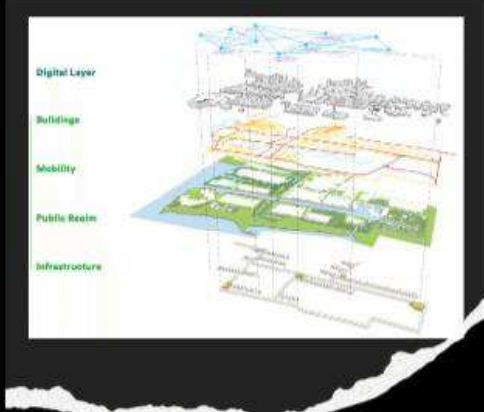 Digital Layer
Buildings
Mobility
Public Realm
Infrastructure